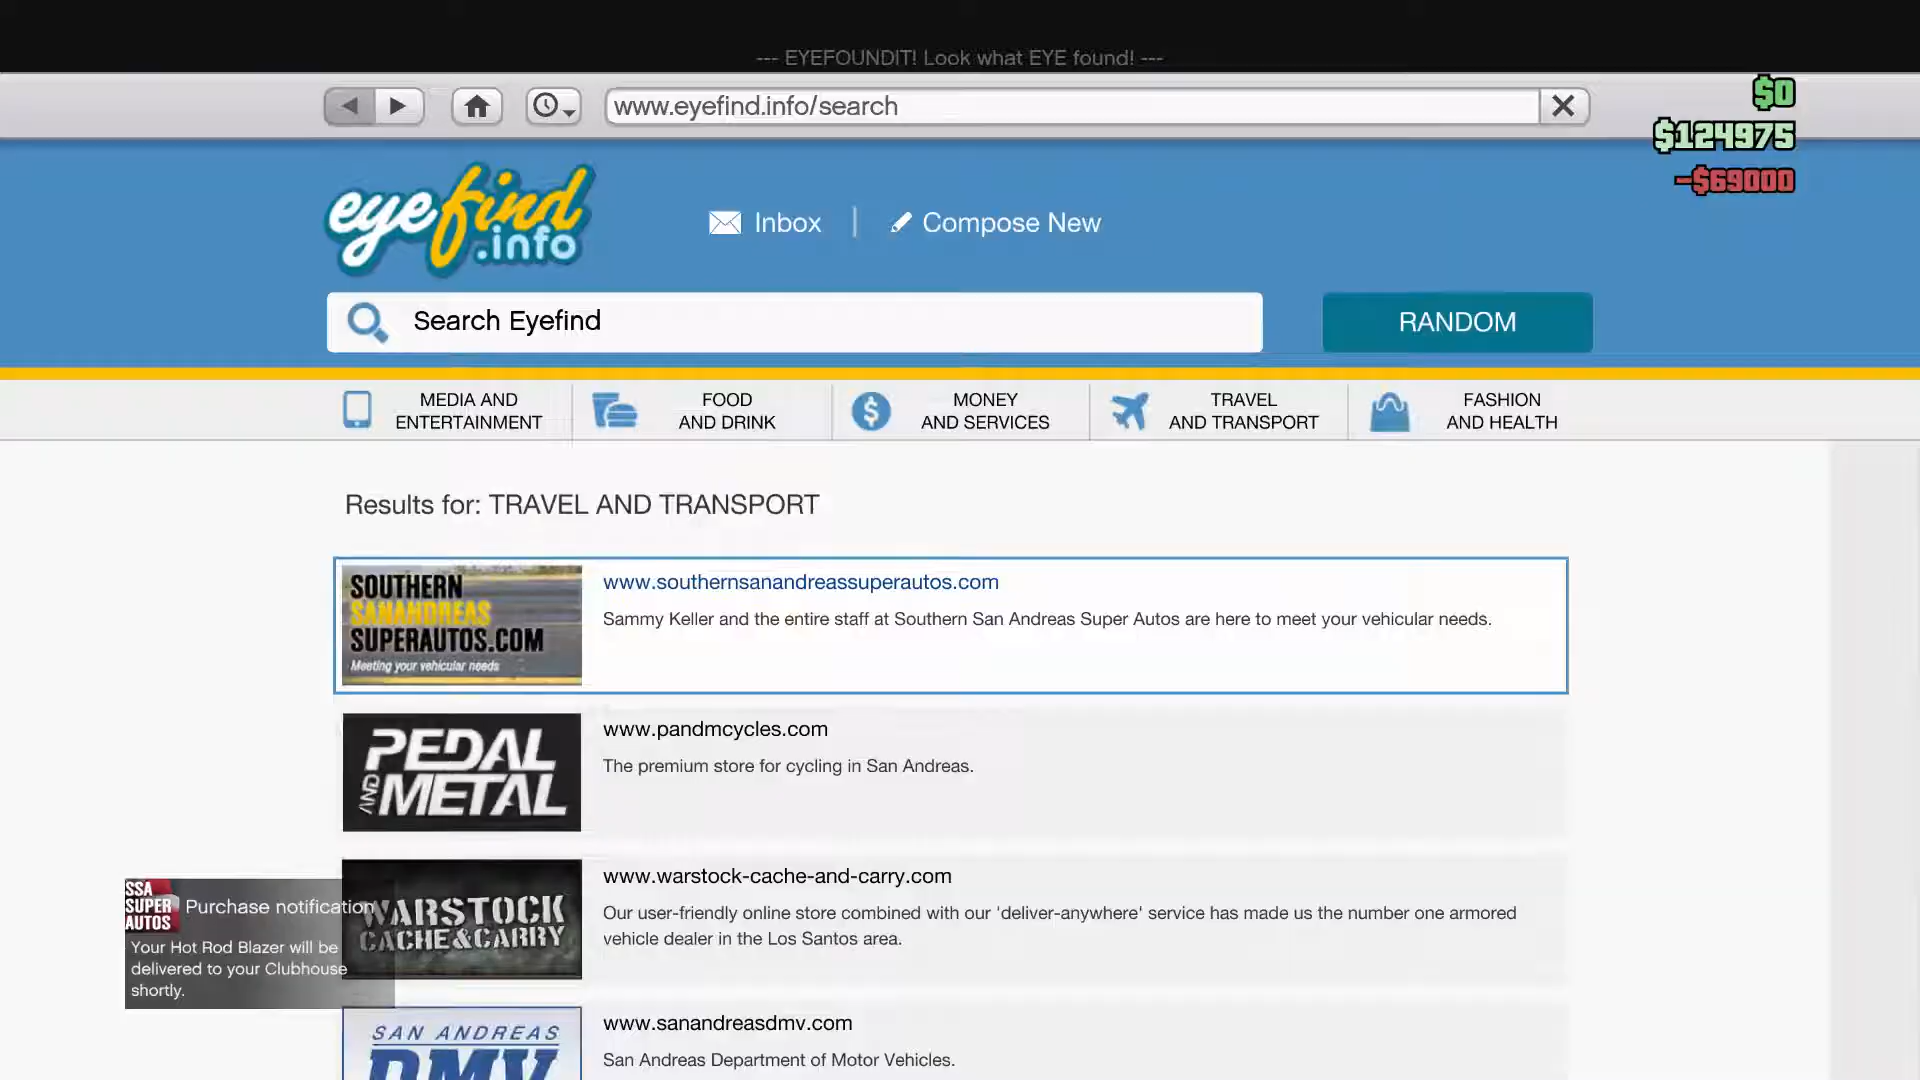 --- EYEFOUNDIT! Look what EYE found! ---
www.eyefind.info/search
$0
$124975
-$69000
eyefind
.info
Inbox
Compose New
Search Eyefind
RANDOM
MEDIA AND
ENTERTAINMENT
FOOD
AND DRINK
MONEY
AND SERVICES
TRAVEL
AND TRANSPORT
FASHION
AND HEALTH
Results for: TRAVEL AND TRANSPORT
SOUTHERN
SANANDREAS
SUPERAUTOS.COM
Meeting your vehicular needs
www.southernsanandreassuperautos.com
Sammy Keller and the entire staff at Southern San Andreas Super Autos are here to meet your vehicular needs.
PEDAL
AND
METAL
www.pandmcycles.com
The premium store for cycling in San Andreas.
WARSTOCK
CACHE&CARRY
www.warstock-cache-and-carry.com
Our user-friendly online store combined with our 'deliver-anywhere' service has made us the number one armored
vehicle dealer in the Los Santos area.
SSA
SUPER
AUTOS
Purchase notification
Your Hot Rod Blazer will be
delivered to your Clubhouse
shortly.
SAN ANDREAS
DMV
www.sanandreasdmv.com
San Andreas Department of Motor Vehicles.